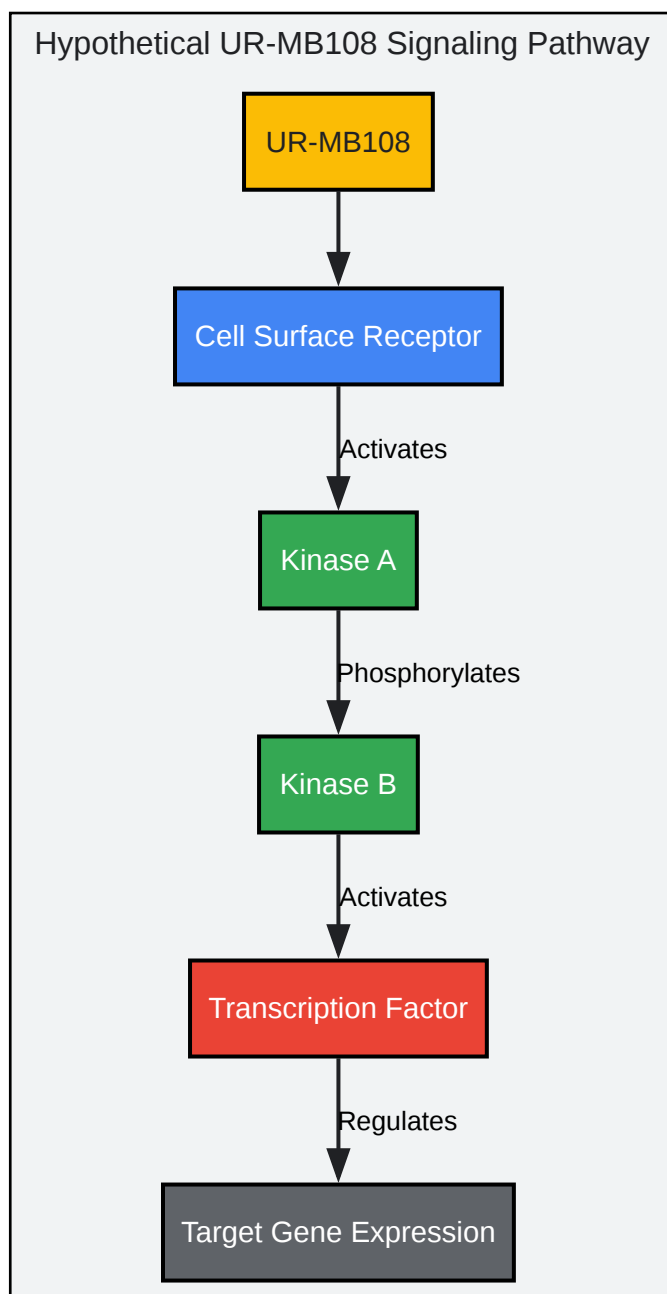 Hypothetical UR-MB108 Signaling Pathway
UR-MB108
Cell Surface Receptor
Activates
Kinase A
Phosphorylates
Kinase B
Activates
Transcription Factor
Regulates
Target Gene Expression